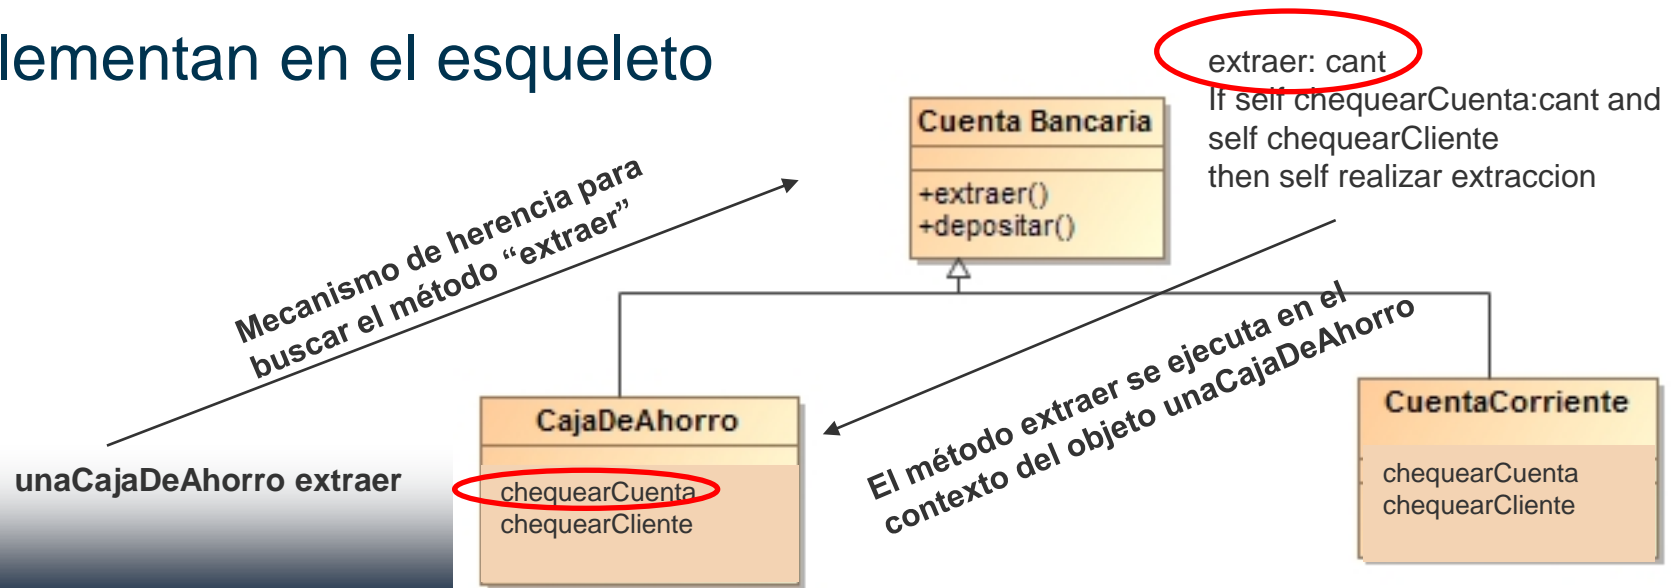 lementan en el esqueleto
extraer: cant
If self chequearCuenta:cant and
self chequearCliente
then self realizar extraccion
Cuenta Bancaria
+extraer()
+depositar()
Mecanismo de herencia para
buscar el método “extraer”
El método extraer se ejecuta en el
contexto del objeto unaCajaDeAhorro
unaCajaDeAhorro extraer
CajaDeAhorro
chequearCuenta
chequearCliente
CuentaCorriente
chequearCuenta
chequearCliente